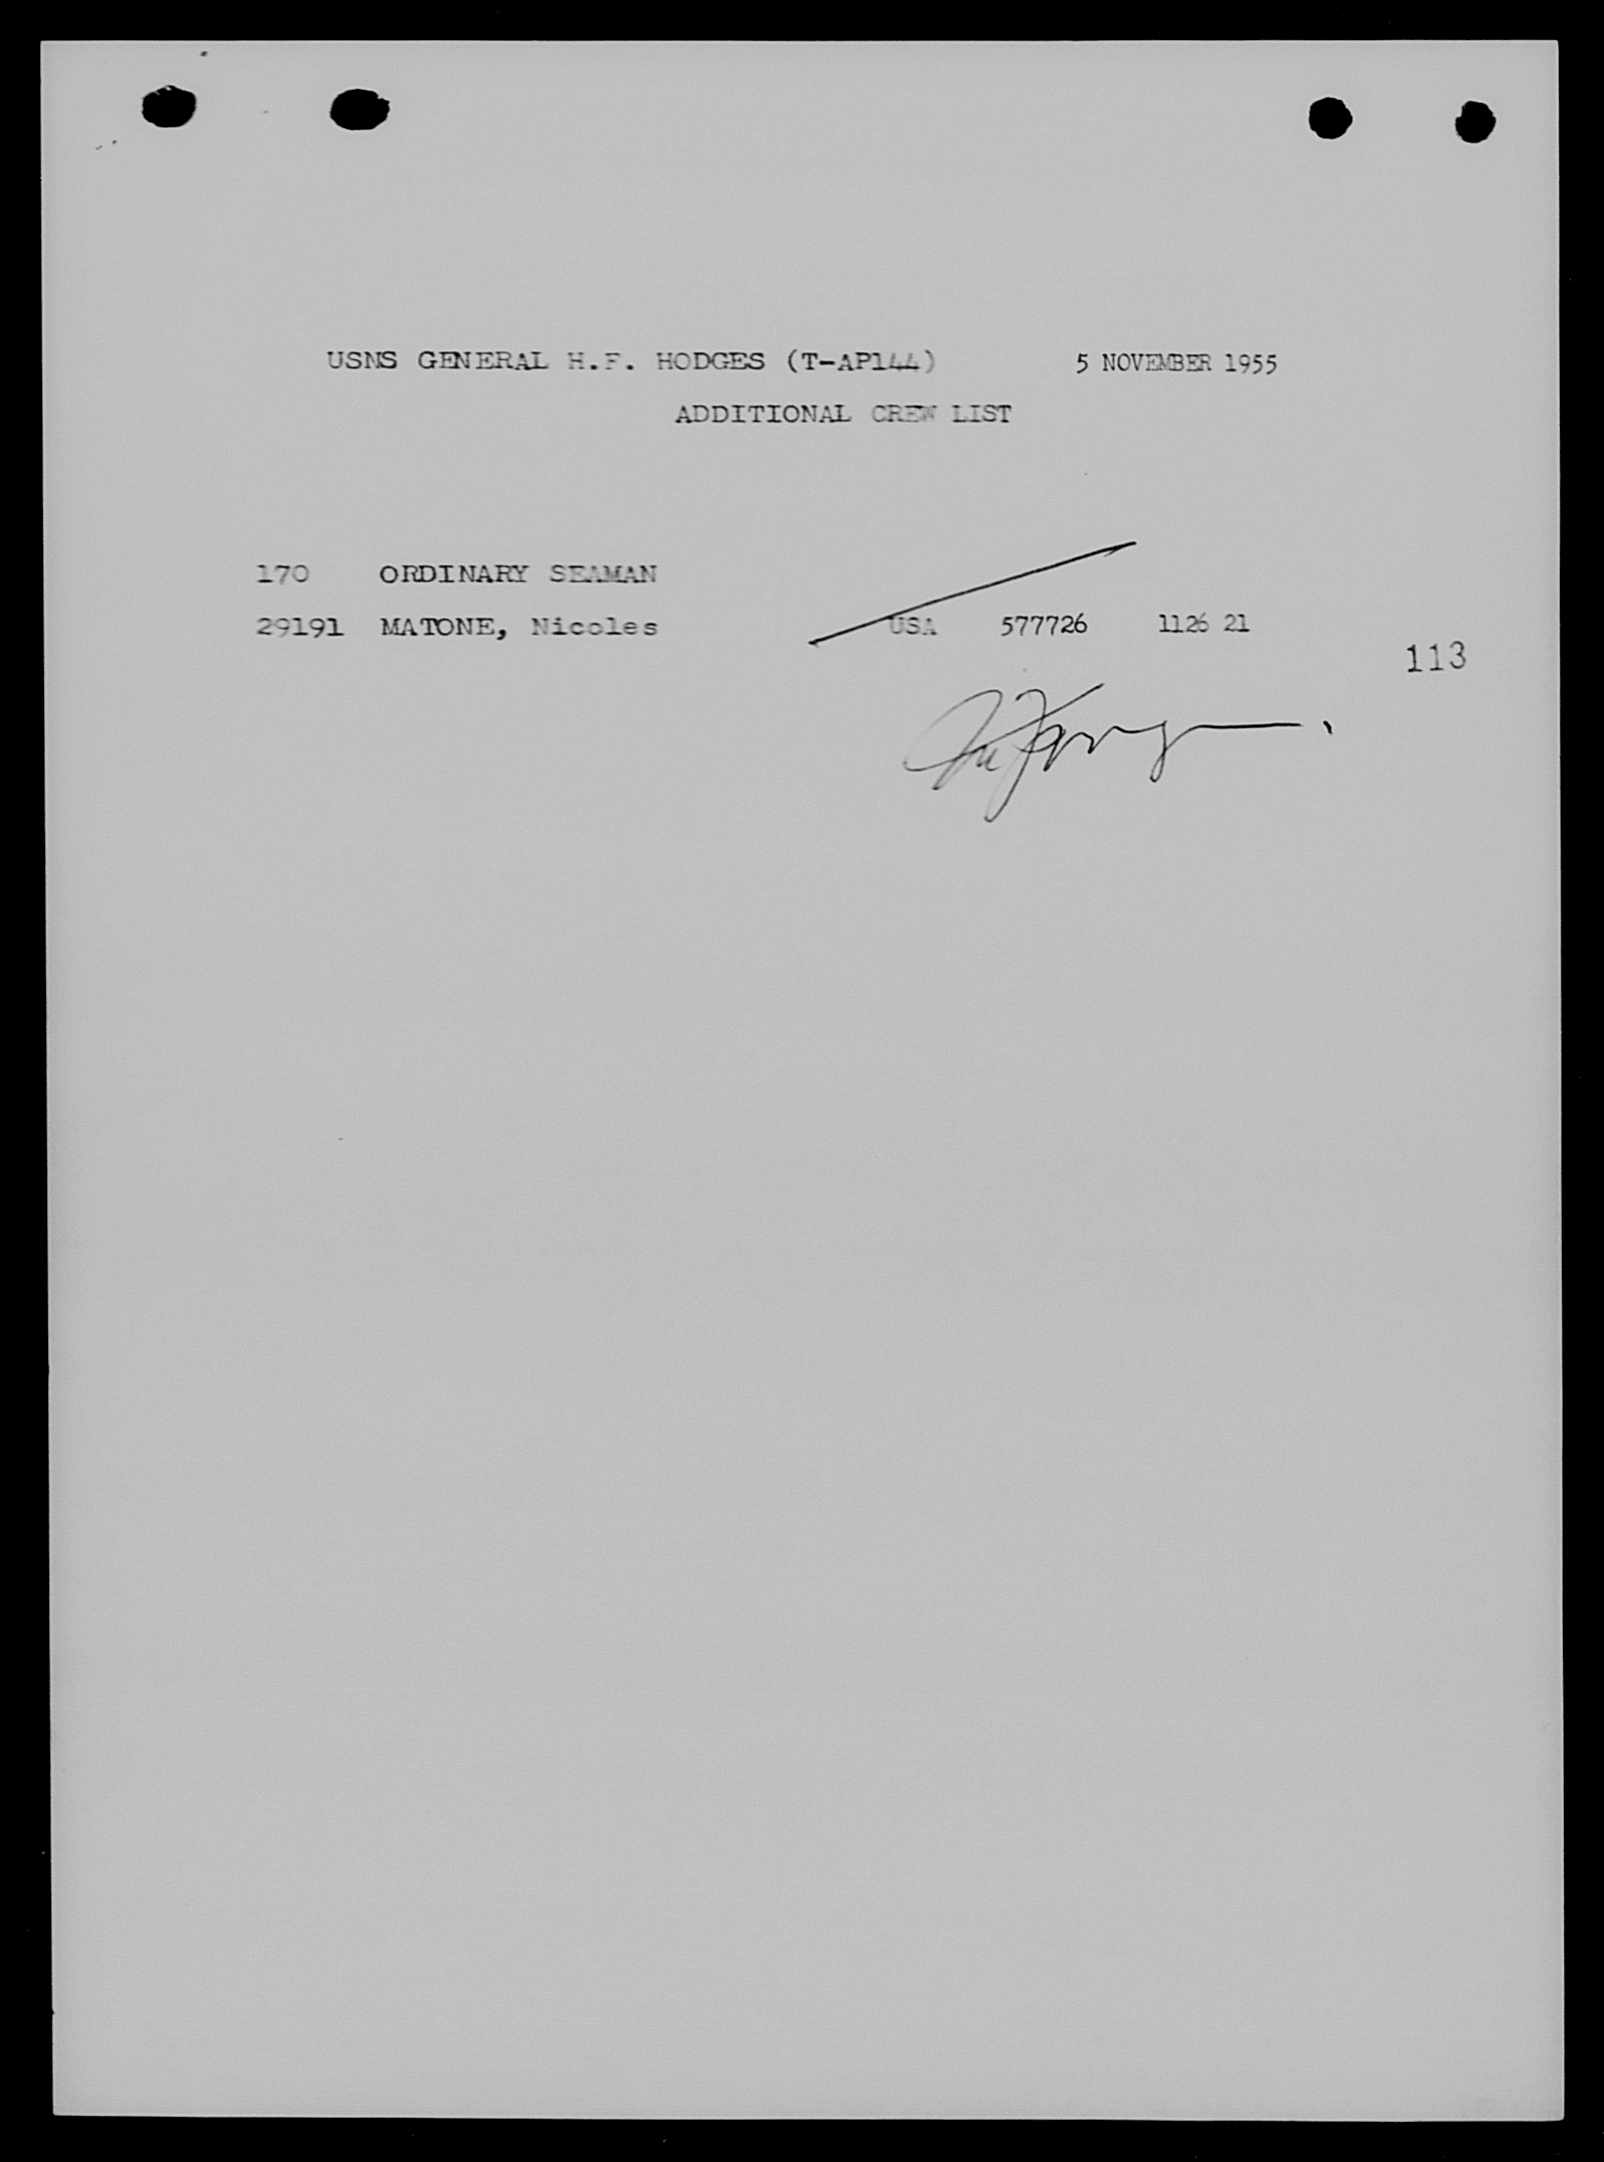 USNS GENERAL H.F. HODGES (T-AP144) 5 NOVEMBER 1955
ADDITIONAL CREW LIST
170 ORDINARY SEAMAN
29191 MATONE, Nicoles USA 577726 1126 21
113